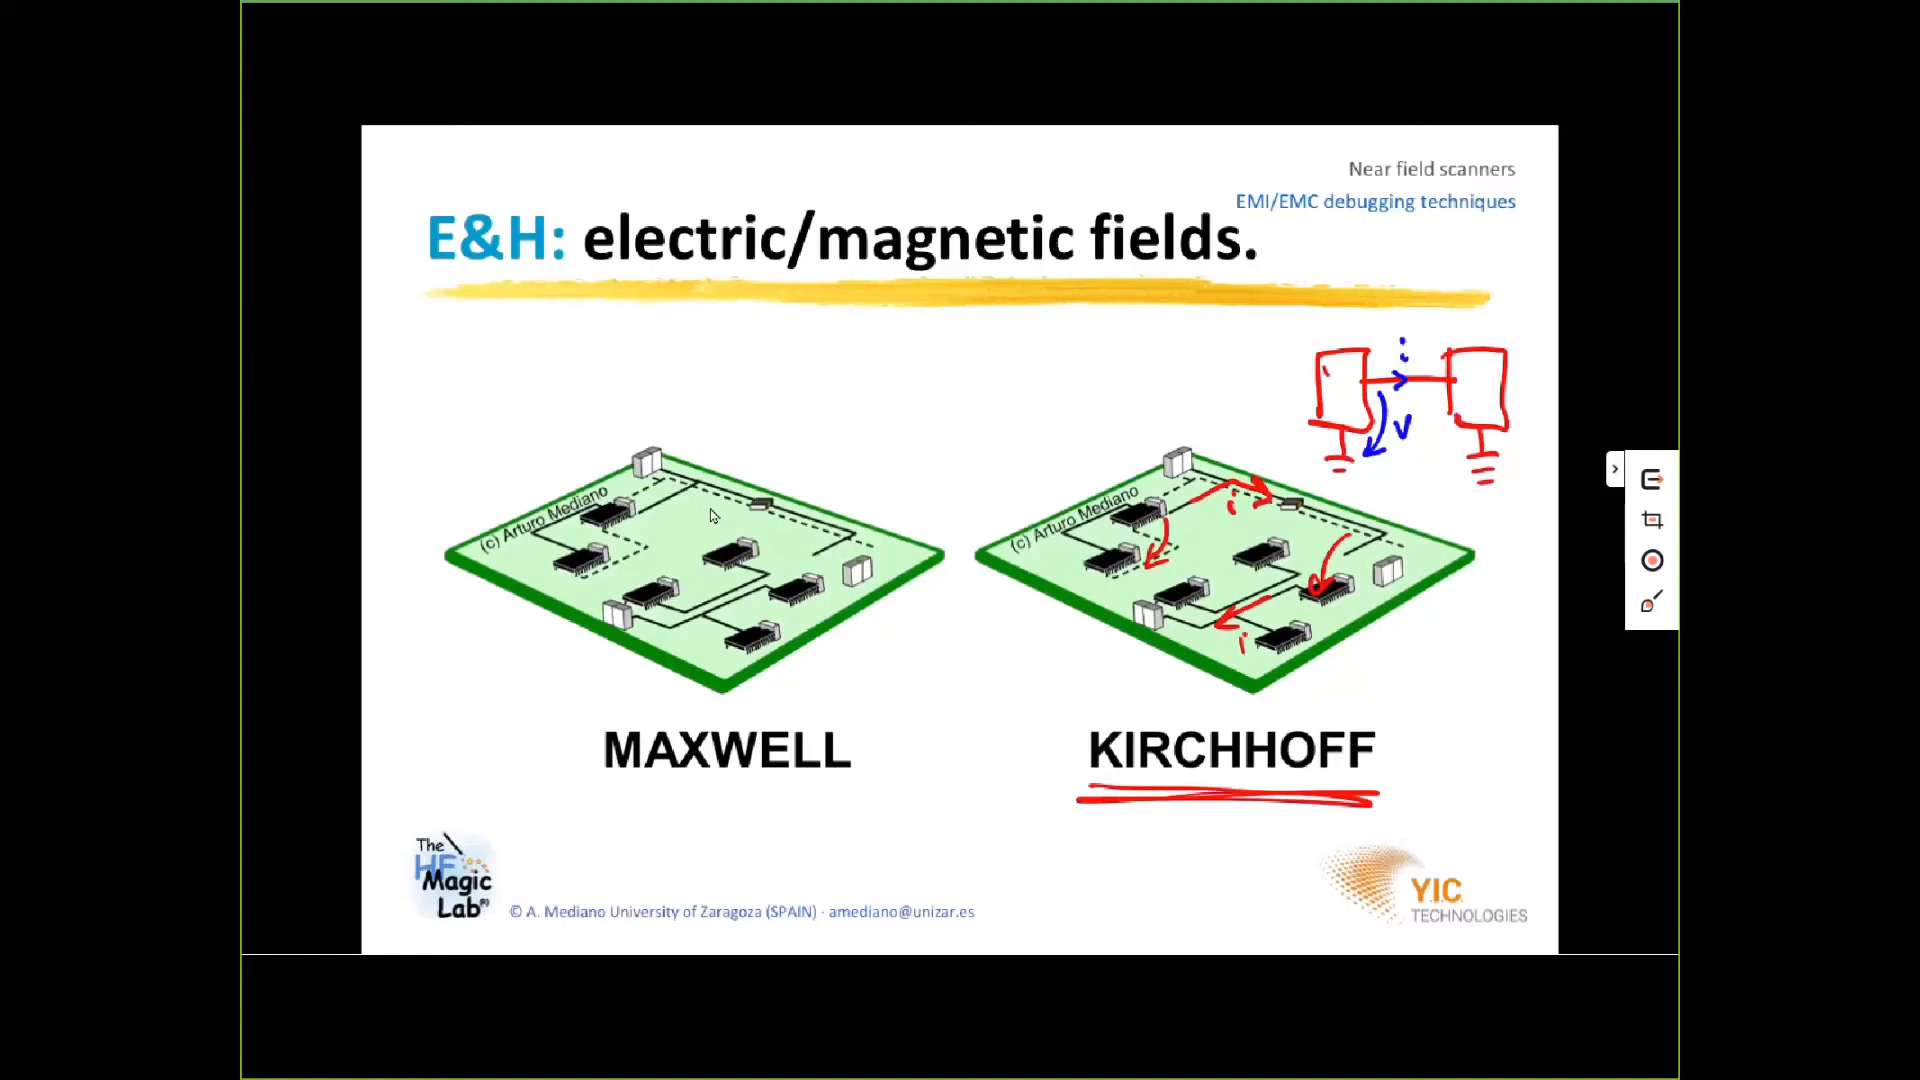 Near field scanners
EMI/EMC debugging techniques
E&H: electric/magnetic fields.
i
V
(c) Arturo Mediano
(c) Arturo Mediano
i
i
MAXWELL
KIRCHHOFF
The
HF
Magic
Lab
© A. Mediano University of Zaragoza (SPAIN) · amediano@unizar.es
Y.I.C.
TECHNOLOGIES